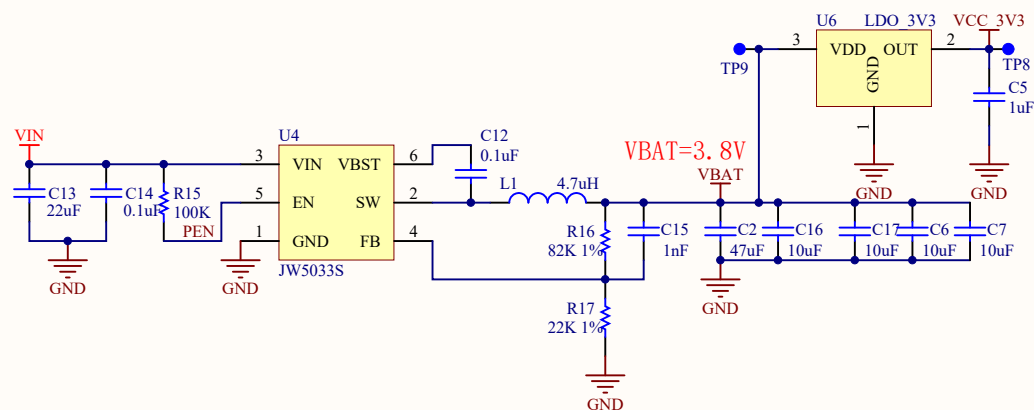 U6 LDO_3V3 VCC_3V3
3 VDD OUT 2
TP9 TP8
GND
1
C5
1uF
GND GND
VIN
U4
3 VIN VBST 6
C12
0.1uF
5 EN SW 2
1 GND FB 4
JW5033S
GND
C13
22uF
C14
0.1uF
R15
100K
PEN
GND
L1 4.7uH
VBAT=3.8V
VBAT
R16
82K 1%
C15
1nF
C2
47uF
C16
10uF
C17
10uF
C6
10uF
C7
10uF
GND
R17
22K 1%
GND